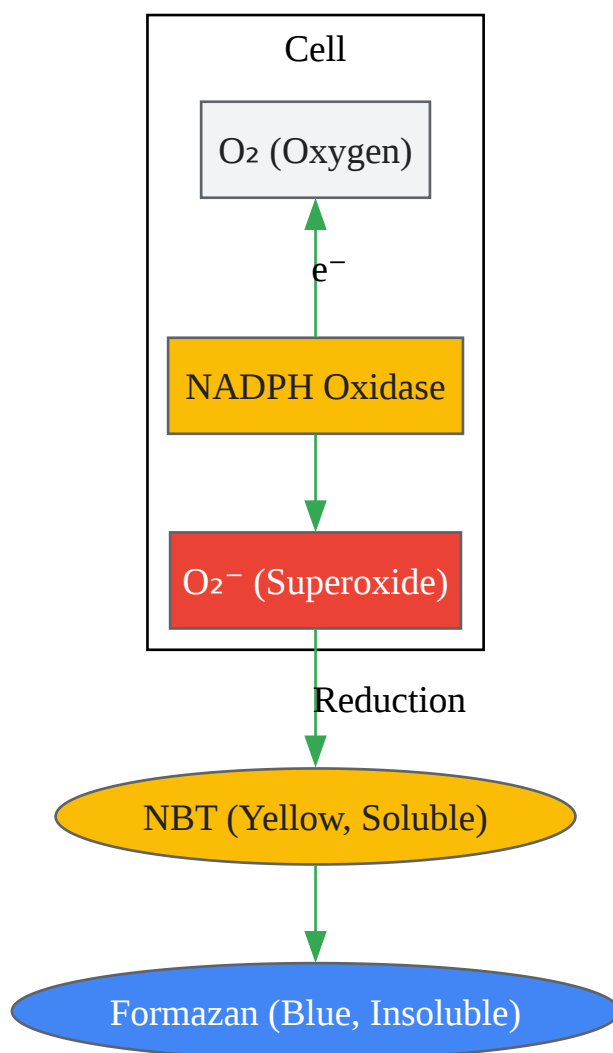 Cell
O₂ (Oxygen)
e⁻
NADPH Oxidase
O₂⁻ (Superoxide)
Reduction
NBT (Yellow, Soluble)
Formazan (Blue, Insoluble)